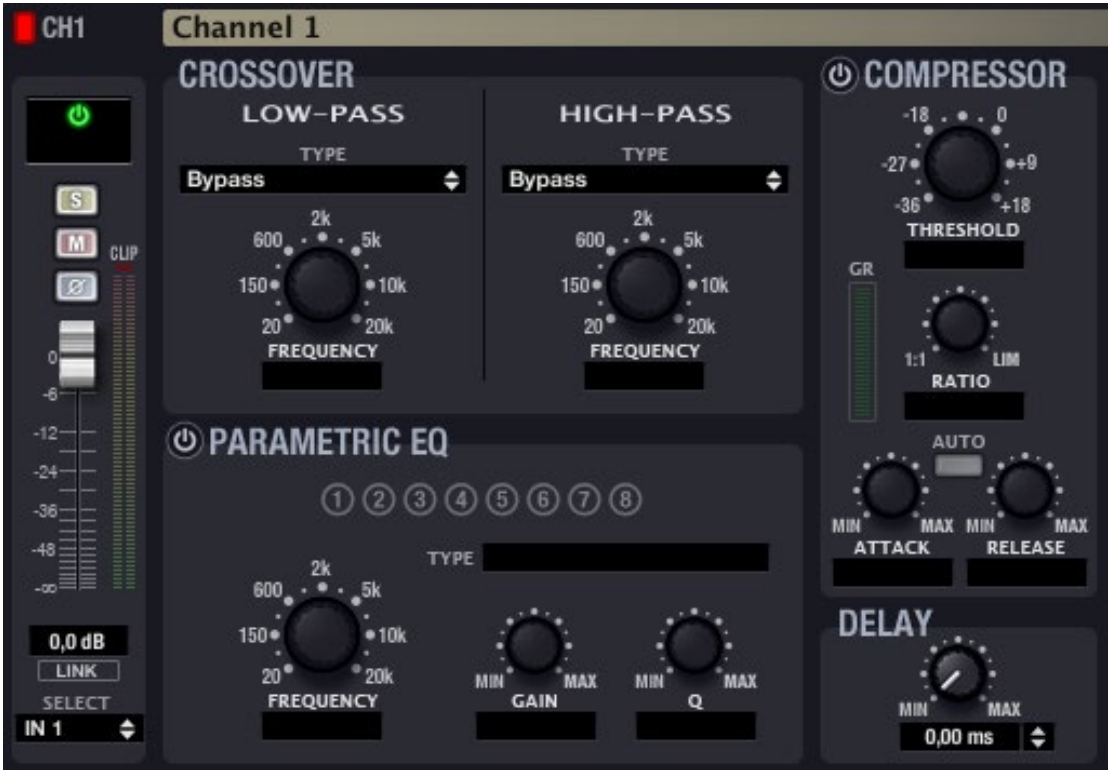 CH1
Channel 1
S
M
Ø
CLIP
0
-6
-12
-24
-36
-48
-∞
0,0 dB
LINK
SELECT
IN 1
CROSSOVER
LOW-PASS
TYPE
Bypass
2k
600 5k
150 10k
20 20k
FREQUENCY
HIGH-PASS
TYPE
Bypass
2k
600 5k
150 10k
20 20k
FREQUENCY
PARAMETRIC EQ
1 2 3 4 5 6 7 8
TYPE
2k
600 5k
150 10k
20 20k
FREQUENCY
MIN MAX
GAIN
MIN MAX
Q
COMPRESSOR
-18 0
-27 +9
-36 +18
THRESHOLD
GR
1:1 LIM
RATIO
AUTO
MIN MAX
ATTACK
MIN MAX
RELEASE
DELAY
MIN MAX
0,00 ms